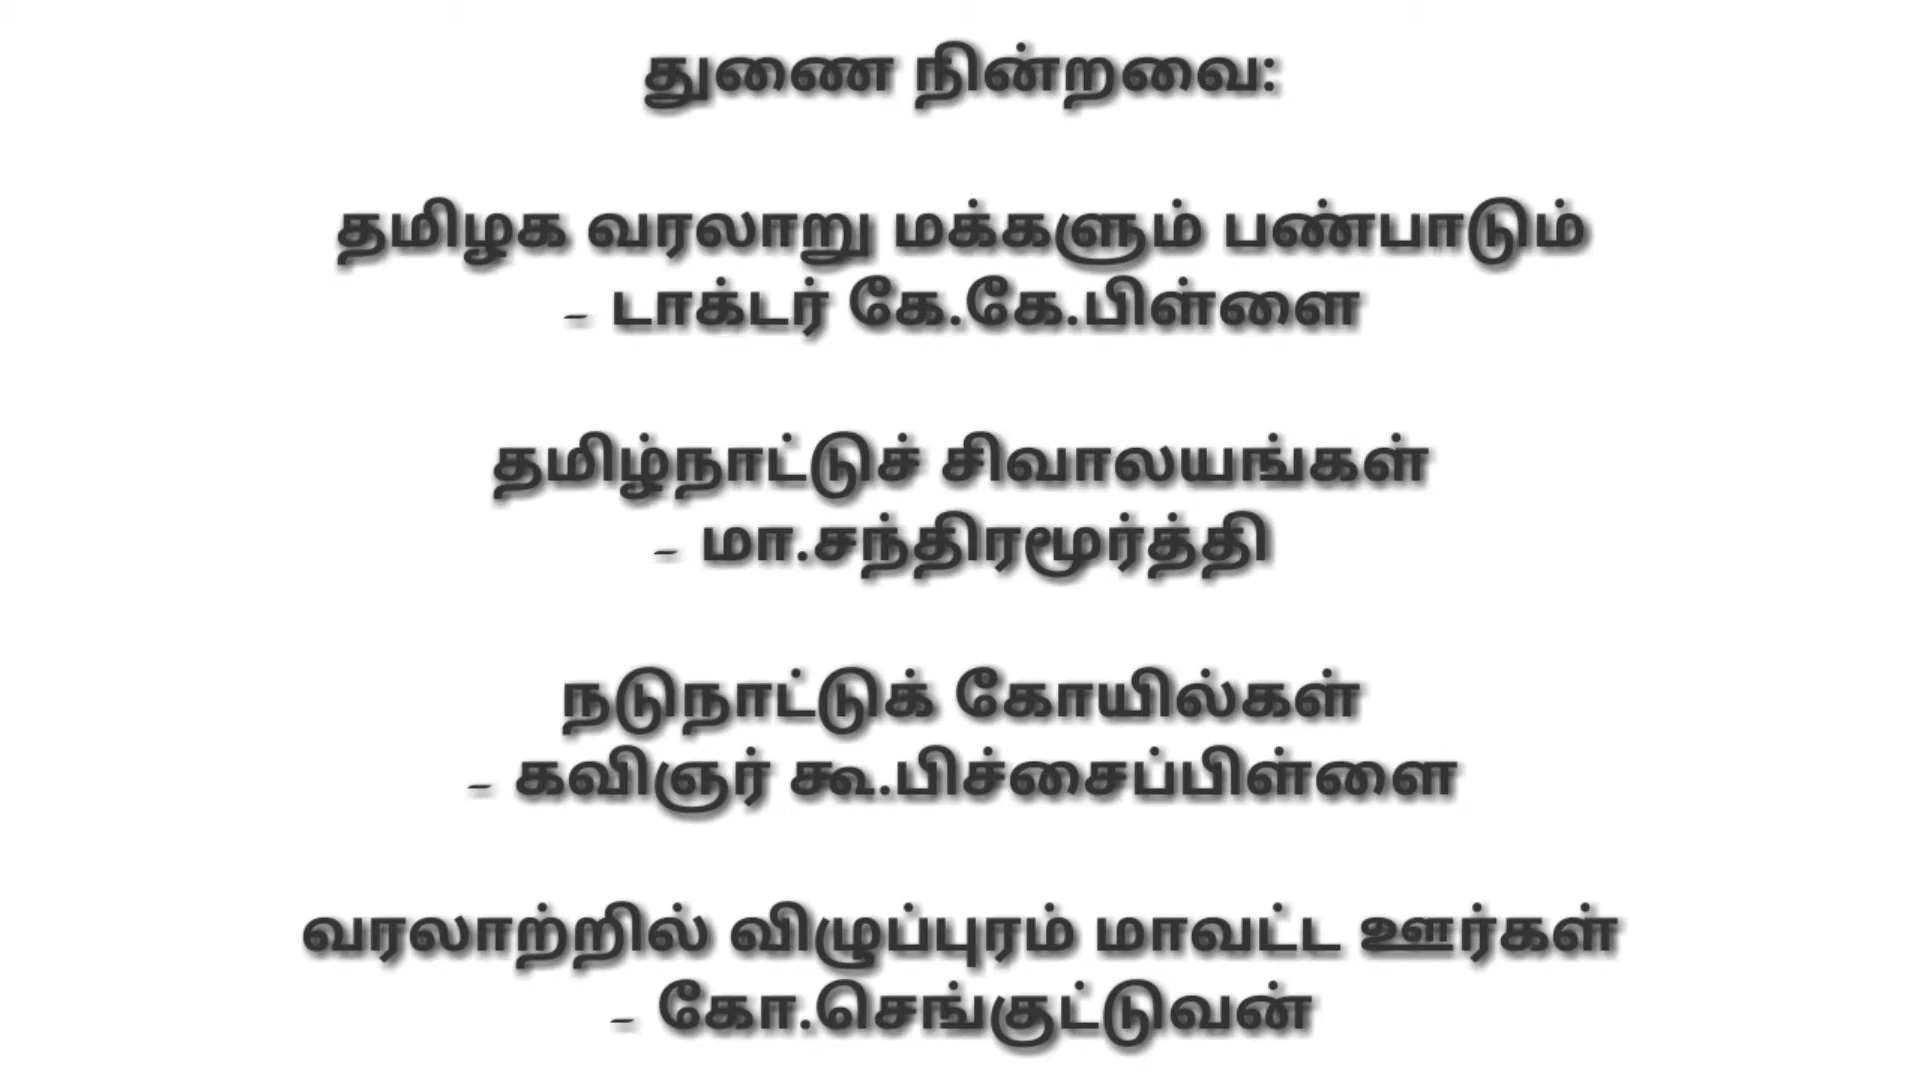 துணை நின்றவை:
தமிழக வரலாறு மக்களும் பண்பாடும்
- டாக்டர் கே.கே.பிள்ளை
தமிழ்நாட்டுச் சிவாலயங்கள்
- மா.சந்திரமூர்த்தி
நடுநாட்டுக் கோயில்கள்
- கவிஞர் கூ.பிச்சைப்பிள்ளை
வரலாற்றில் விழுப்புரம் மாவட்ட ஊர்கள்
- கோ.செங்குட்டுவன்